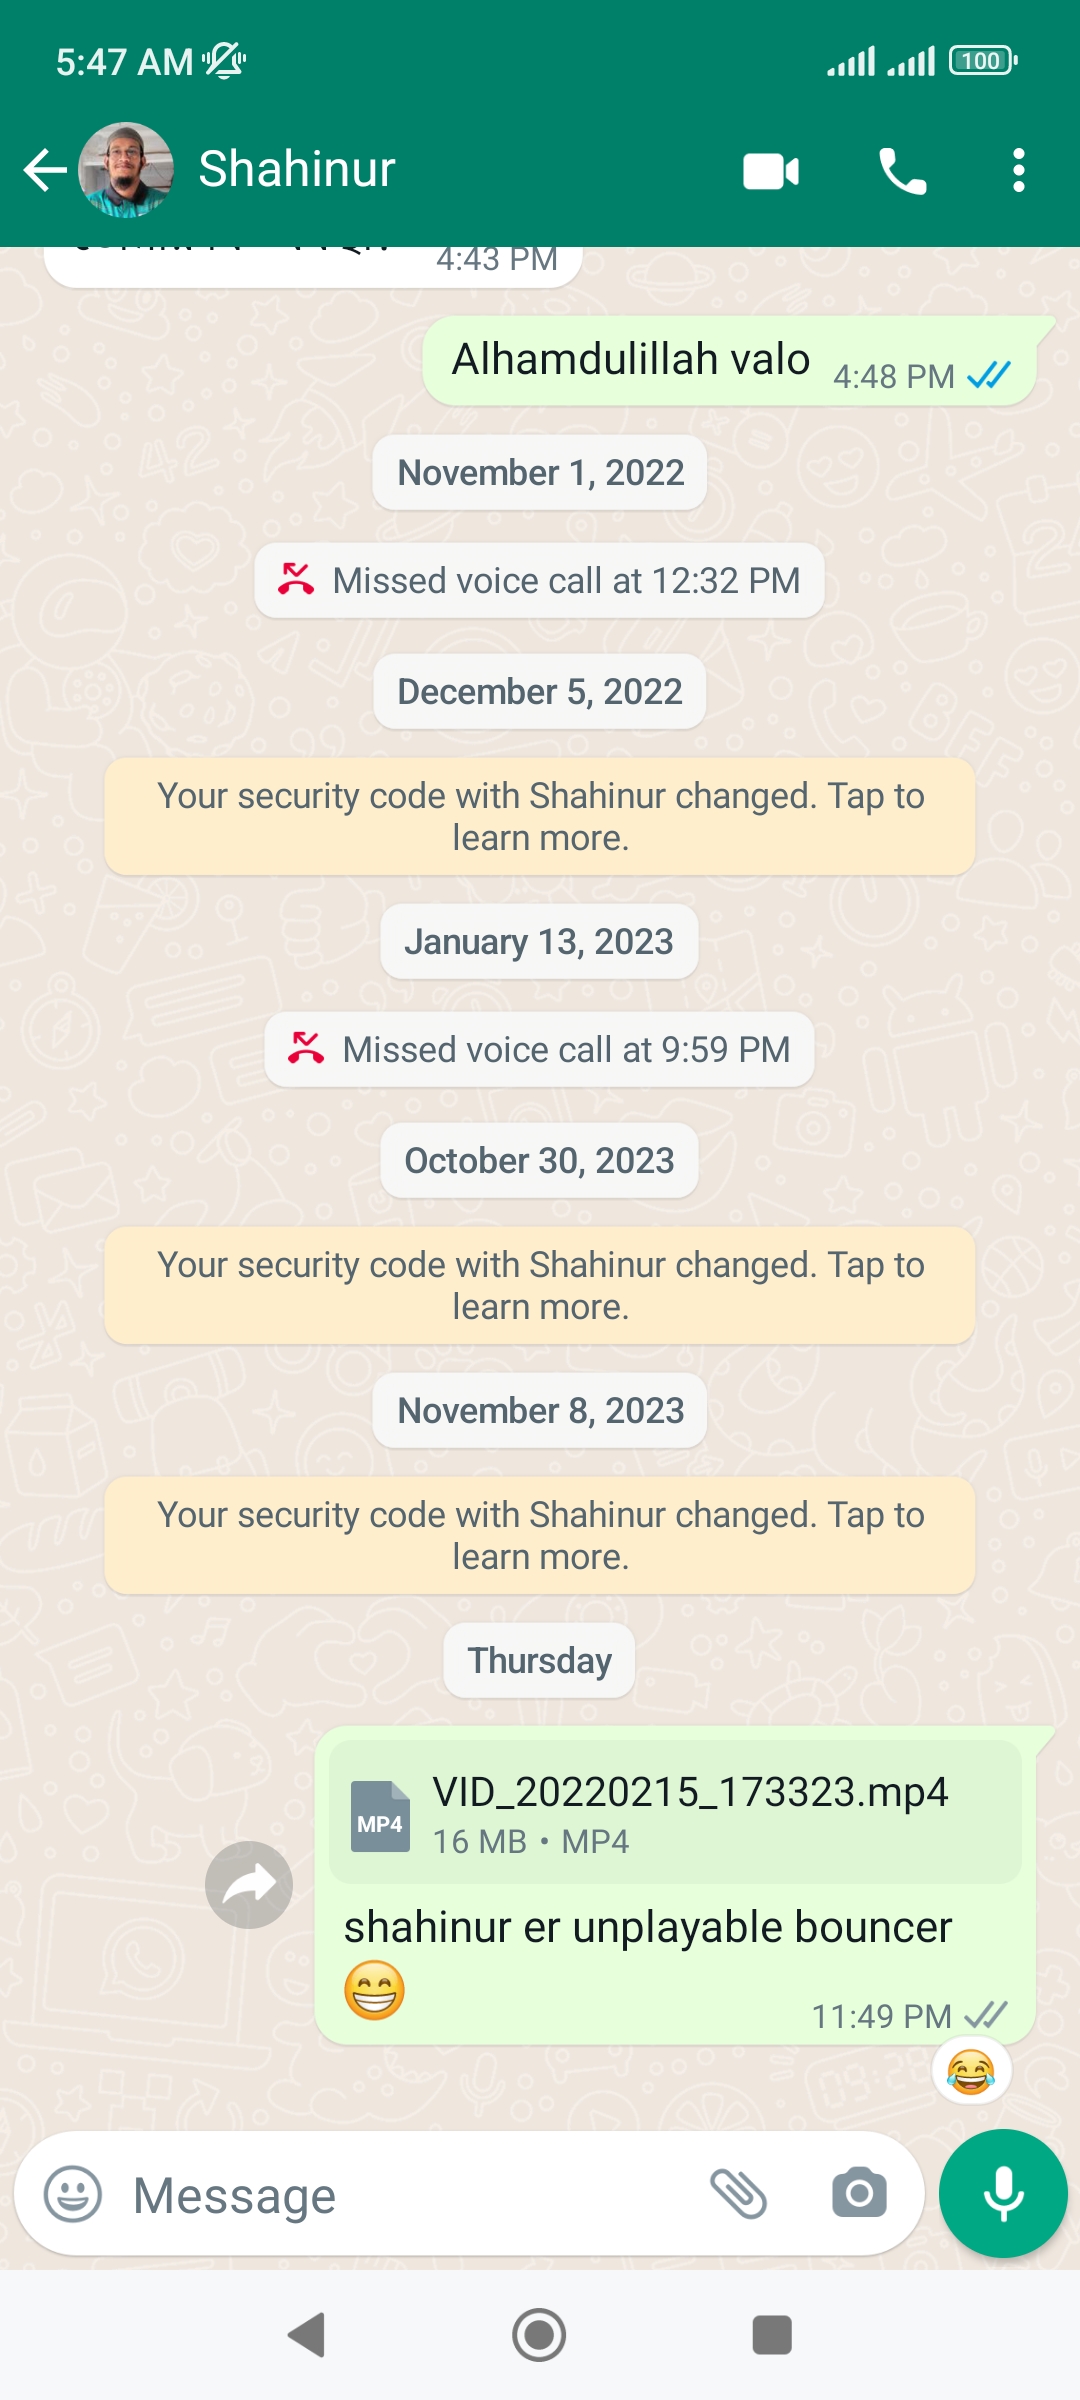 5:47 AM
100
Shahinur
4:43 PM
Alhamdulillah valo
4:48 PM
November 1, 2022
Missed voice call at 12:32 PM
December 5, 2022
Your security code with Shahinur changed. Tap to
learn more.
January 13, 2023
Missed voice call at 9:59 PM
October 30, 2023
Your security code with Shahinur changed. Tap to
learn more.
November 8, 2023
Your security code with Shahinur changed. Tap to
learn more.
Thursday
MP4
VID_20220215_173323.mp4
16 MB • MP4
shahinur er unplayable bouncer
😁
11:49 PM
😂
Message